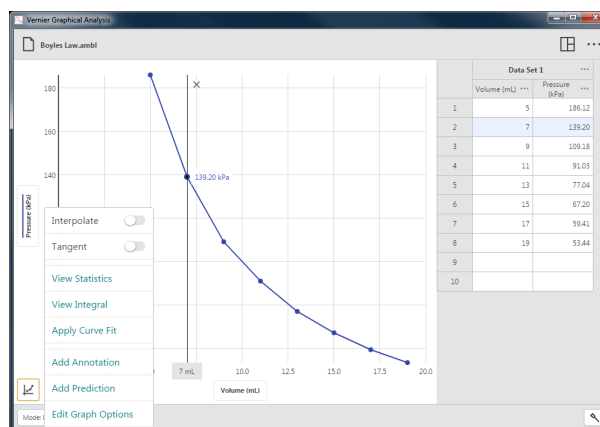 Vernier Graphical Analysis
Boyles Law.ambl
Data Set 1
Volume (mL)
Pressure (kPa)
1 5 186.12
2 7 139.20
3 9 109.18
4 11 91.03
5 13 77.04
6 15 67.20
7 17 59.41
8 19 53.44
9
10
180
160
140
Pressure (kPa)
139.20 kPa
Interpolate
Tangent
View Statistics
View Integral
Apply Curve Fit
Add Annotation
Add Prediction
Edit Graph Options
7 mL
10.0 12.5 15.0 17.5 20.0
Volume (mL)
Mode: